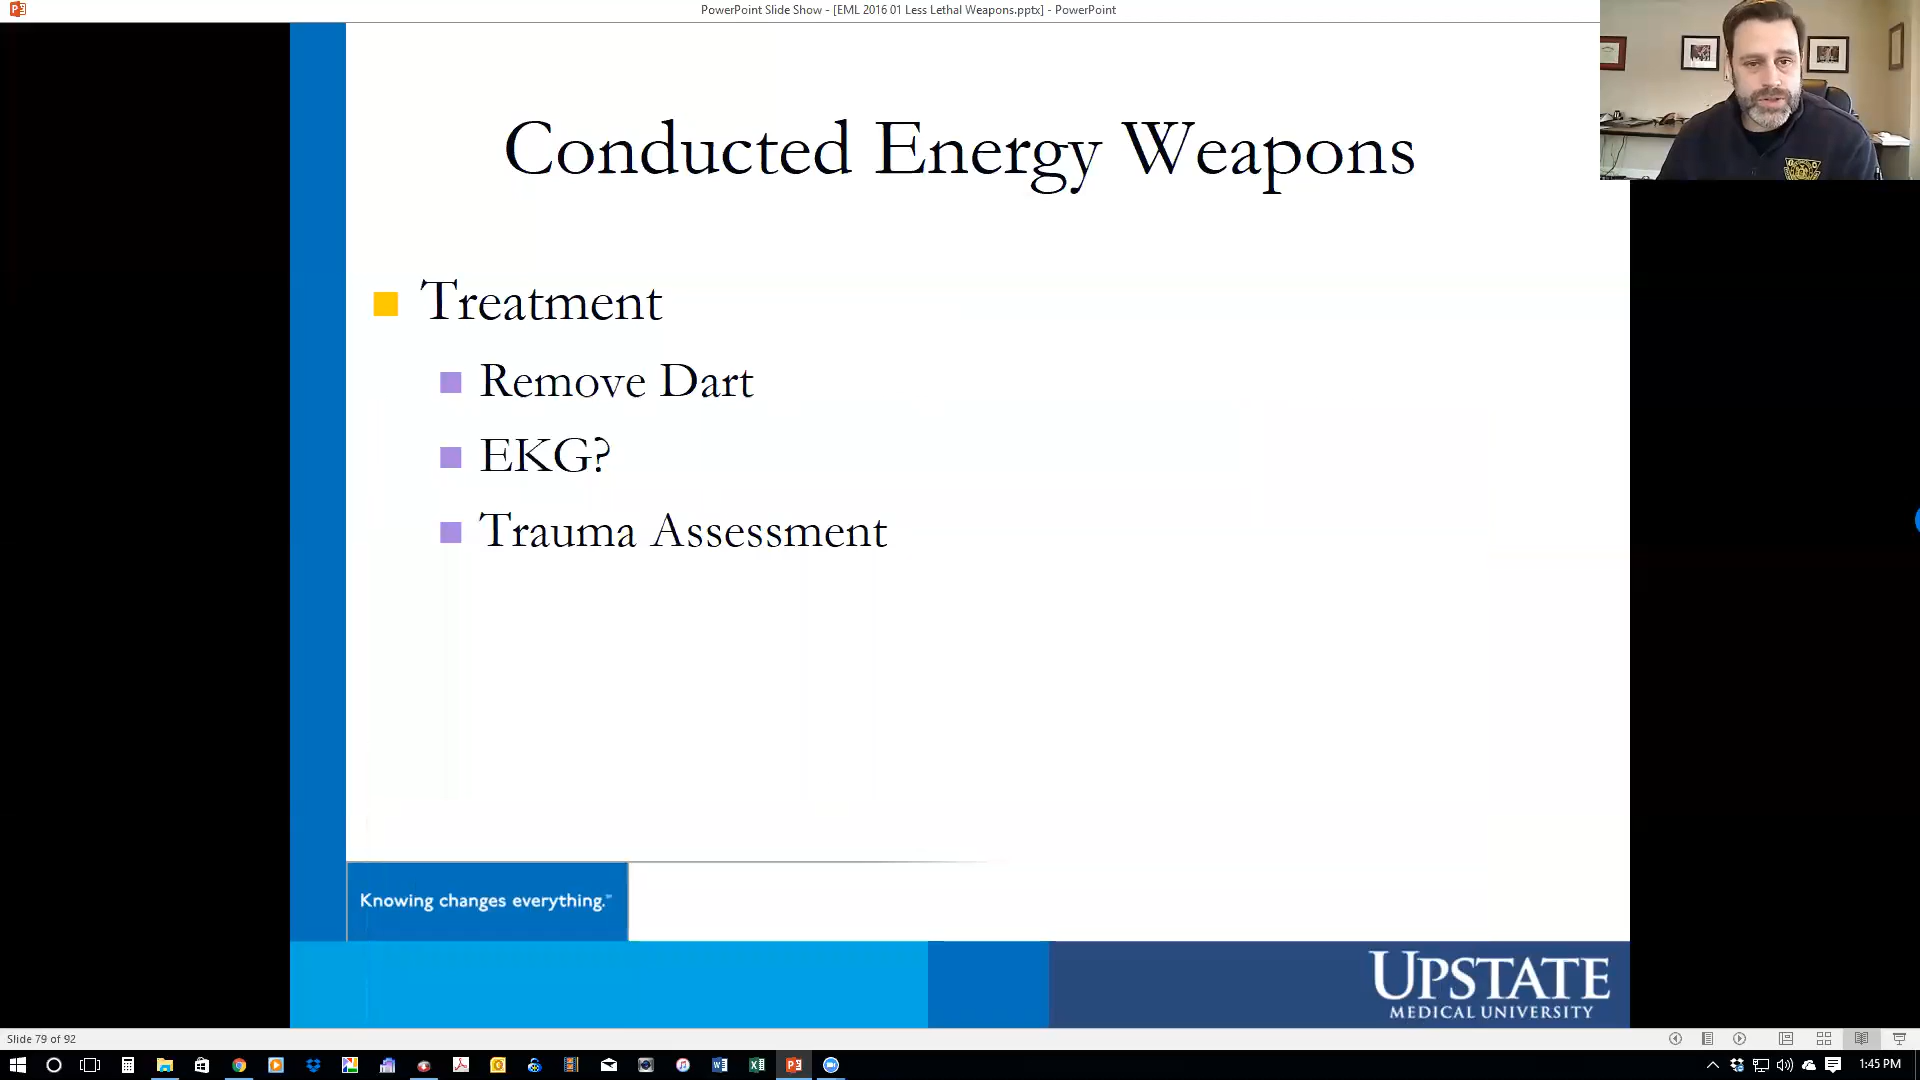 PowerPoint Slide Show - [EML 2016 01 Less Lethal Weapons.pptx] - PowerPoint
Conducted Energy Weapons
Treatment
Remove Dart
EKG?
Trauma Assessment
Knowing changes everything.™
UPSTATE
MEDICAL UNIVERSITY
Slide 79 of 92
1:45 PM